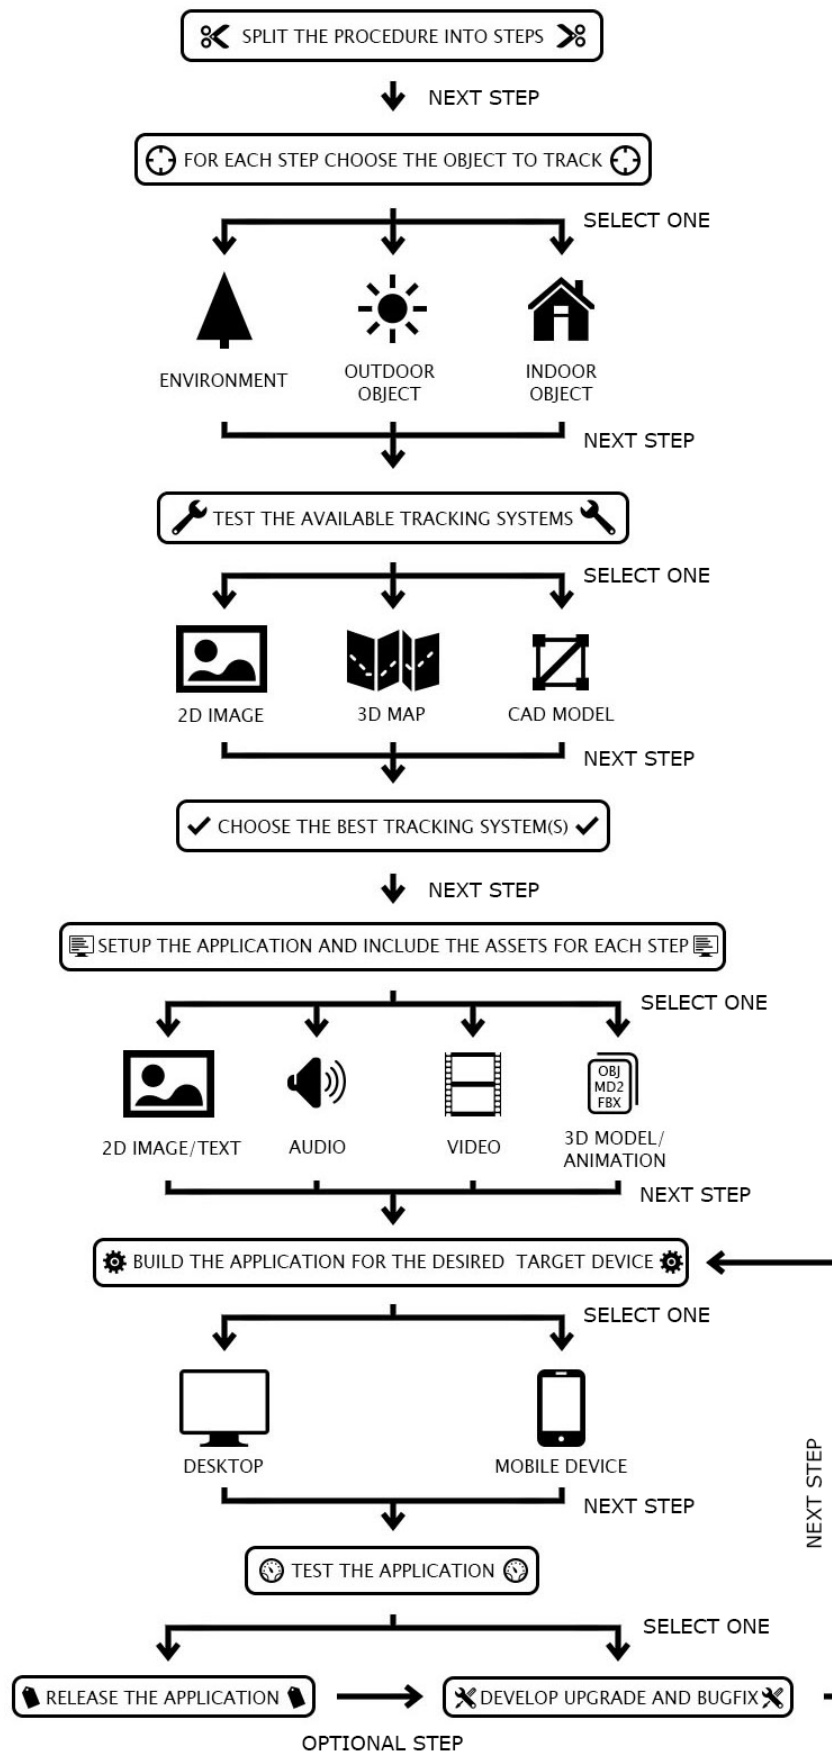 SPLIT THE PROCEDURE INTO STEPS
NEXT STEP
FOR EACH STEP CHOOSE THE OBJECT TO TRACK
SELECT ONE
ENVIRONMENT
OUTDOOR
OBJECT
INDOOR
OBJECT
NEXT STEP
TEST THE AVAILABLE TRACKING SYSTEMS
SELECT ONE
2D IMAGE
3D MAP
CAD MODEL
NEXT STEP
CHOOSE THE BEST TRACKING SYSTEM(S)
NEXT STEP
SETUP THE APPLICATION AND INCLUDE THE ASSETS FOR EACH STEP
SELECT ONE
OBJ
MD2
FBX
2D IMAGE/TEXT
AUDIO
VIDEO
3D MODEL/
ANIMATION
NEXT STEP
BUILD THE APPLICATION FOR THE DESIRED TARGET DEVICE
SELECT ONE
DESKTOP
MOBILE DEVICE
NEXT STEP
NEXT STEP
TEST THE APPLICATION
SELECT ONE
RELEASE THE APPLICATION
DEVELOP UPGRADE AND BUGFIX
OPTIONAL STEP